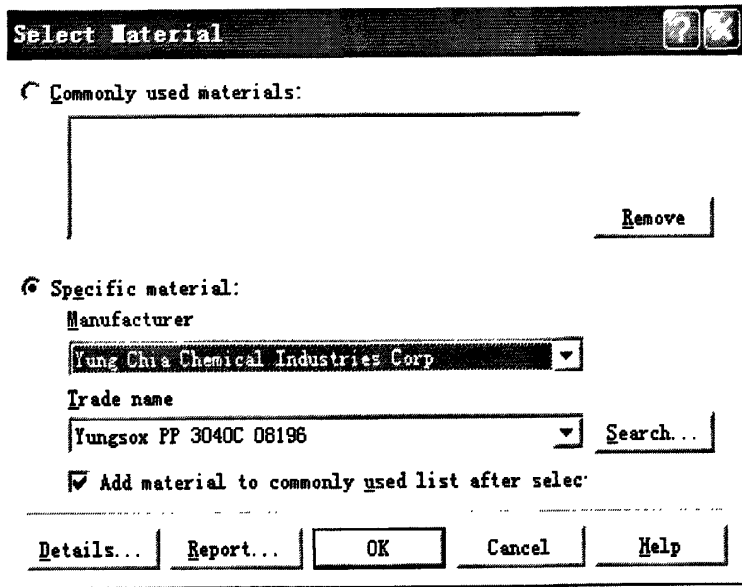 Select Material
Commonly used materials:
Remove
Specific material:
Manufacturer
Yung Chia Chemical Industries Corp
Trade name
Yungsox PP 3040C 08196
Search...
Add material to commonly used list after selec
Details... Report... OK Cancel Help